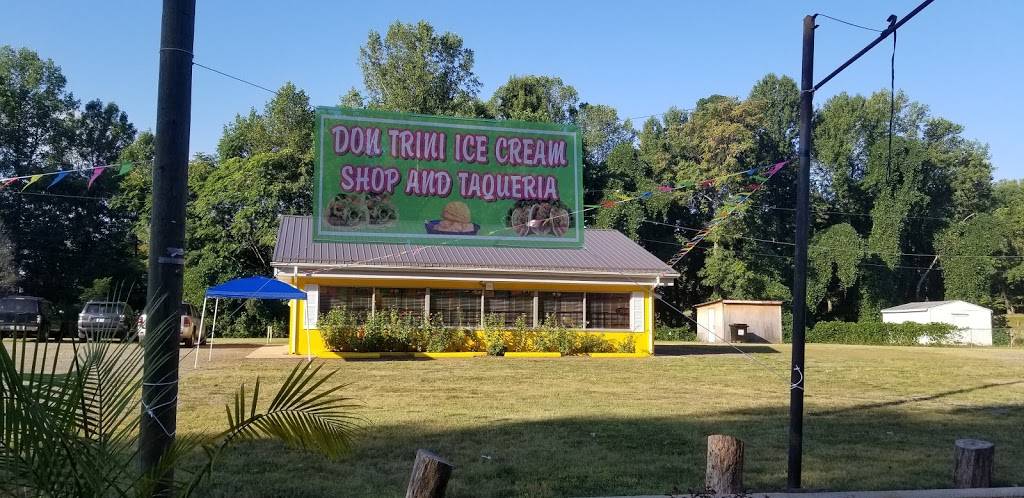 DON TRINI ICE CREAM
SHOP AND TAQUERIA